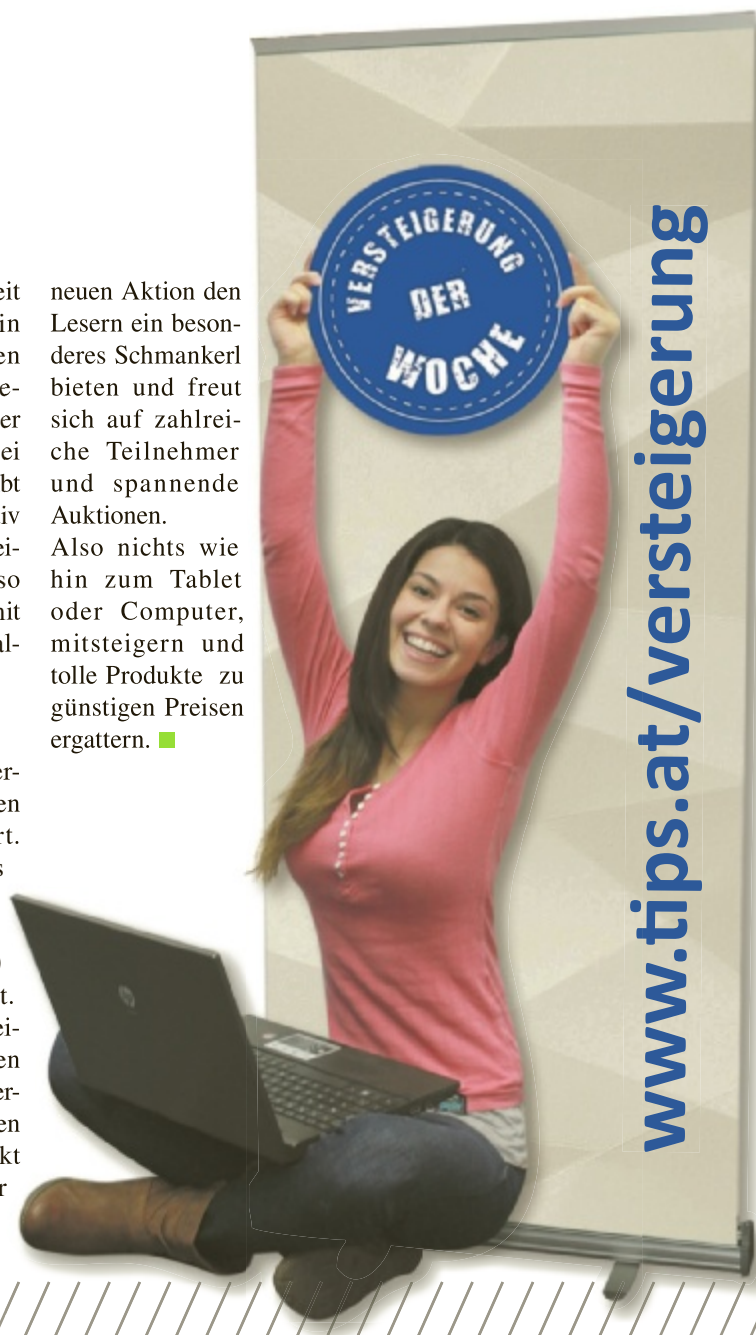 neuen Aktion den
Lesern ein beson-
deres Schmankerl
bieten und freut
sich auf zahlrei-
che Teilnehmer
und spannende
Auktionen.
Also nichts wie
hin zum Tablet
oder Computer,
mitsteigern und
tolle Produkte zu
günstigen Preisen
ergattern.
VERSTEIGERUNG
DER
WOCHE
www.tips.at/versteigerung